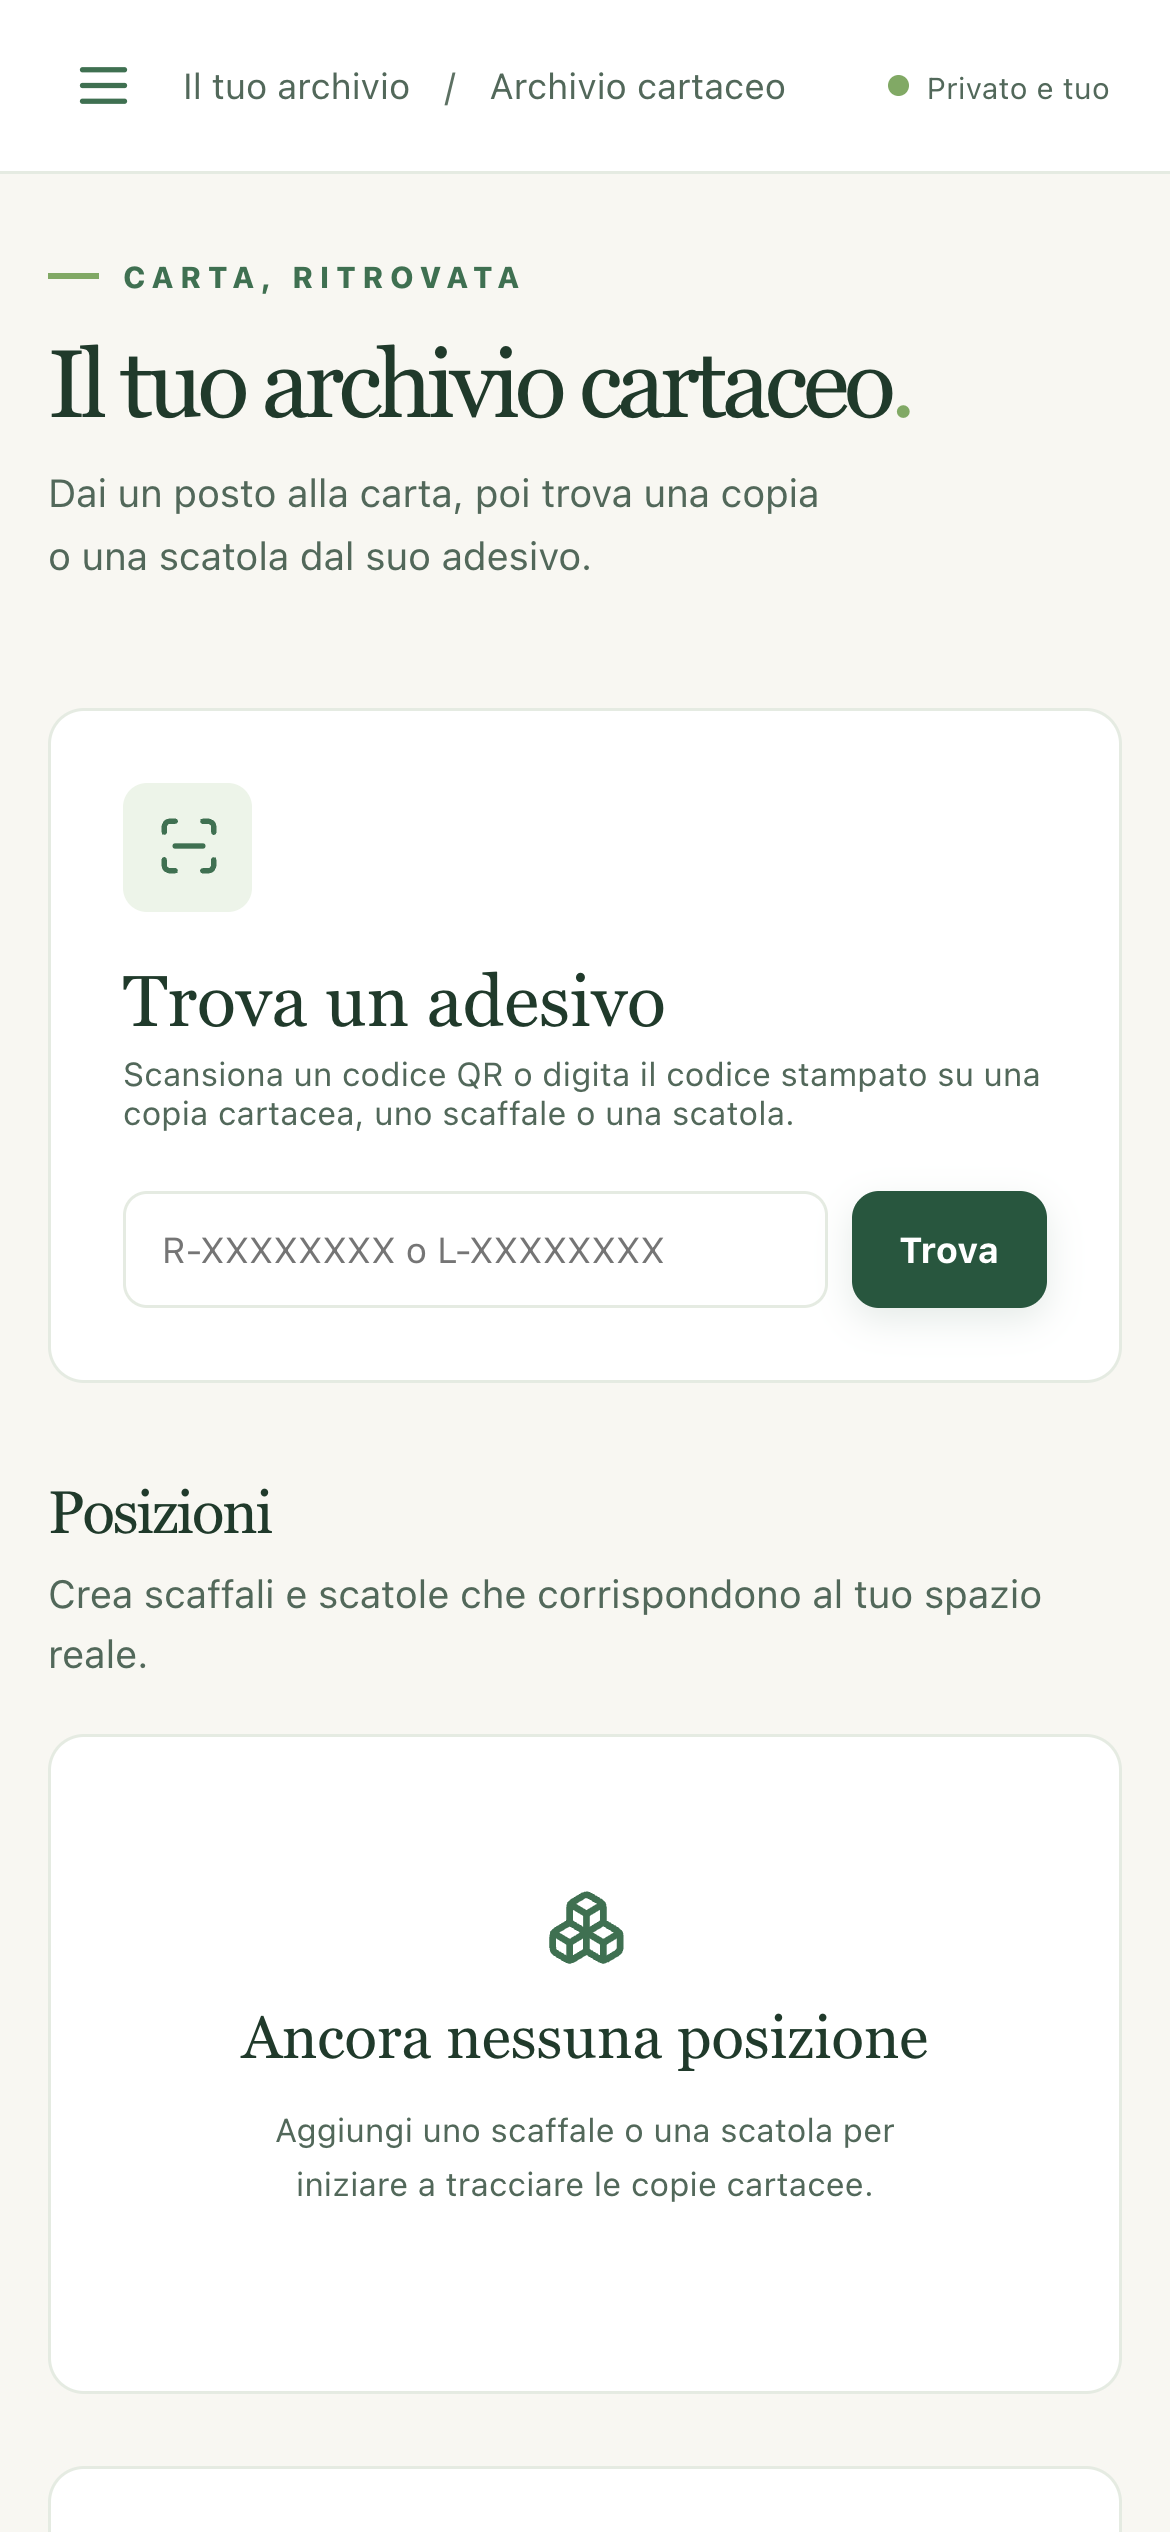 Il tuo archivio / Archivio cartaceo
Privato e tuo
CARTA, RITROVATA
Il tuo archivio cartaceo.
Dai un posto alla carta, poi trova una copia
o una scatola dal suo adesivo.
Trova un adesivo
Scansiona un codice QR o digita il codice stampato su una
copia cartacea, uno scaffale o una scatola.
R-XXXXXXXX o L-XXXXXXXX
Trova
Posizioni
Crea scaffali e scatole che corrispondono al tuo spazio
reale.
Ancora nessuna posizione
Aggiungi uno scaffale o una scatola per
iniziare a tracciare le copie cartacee.